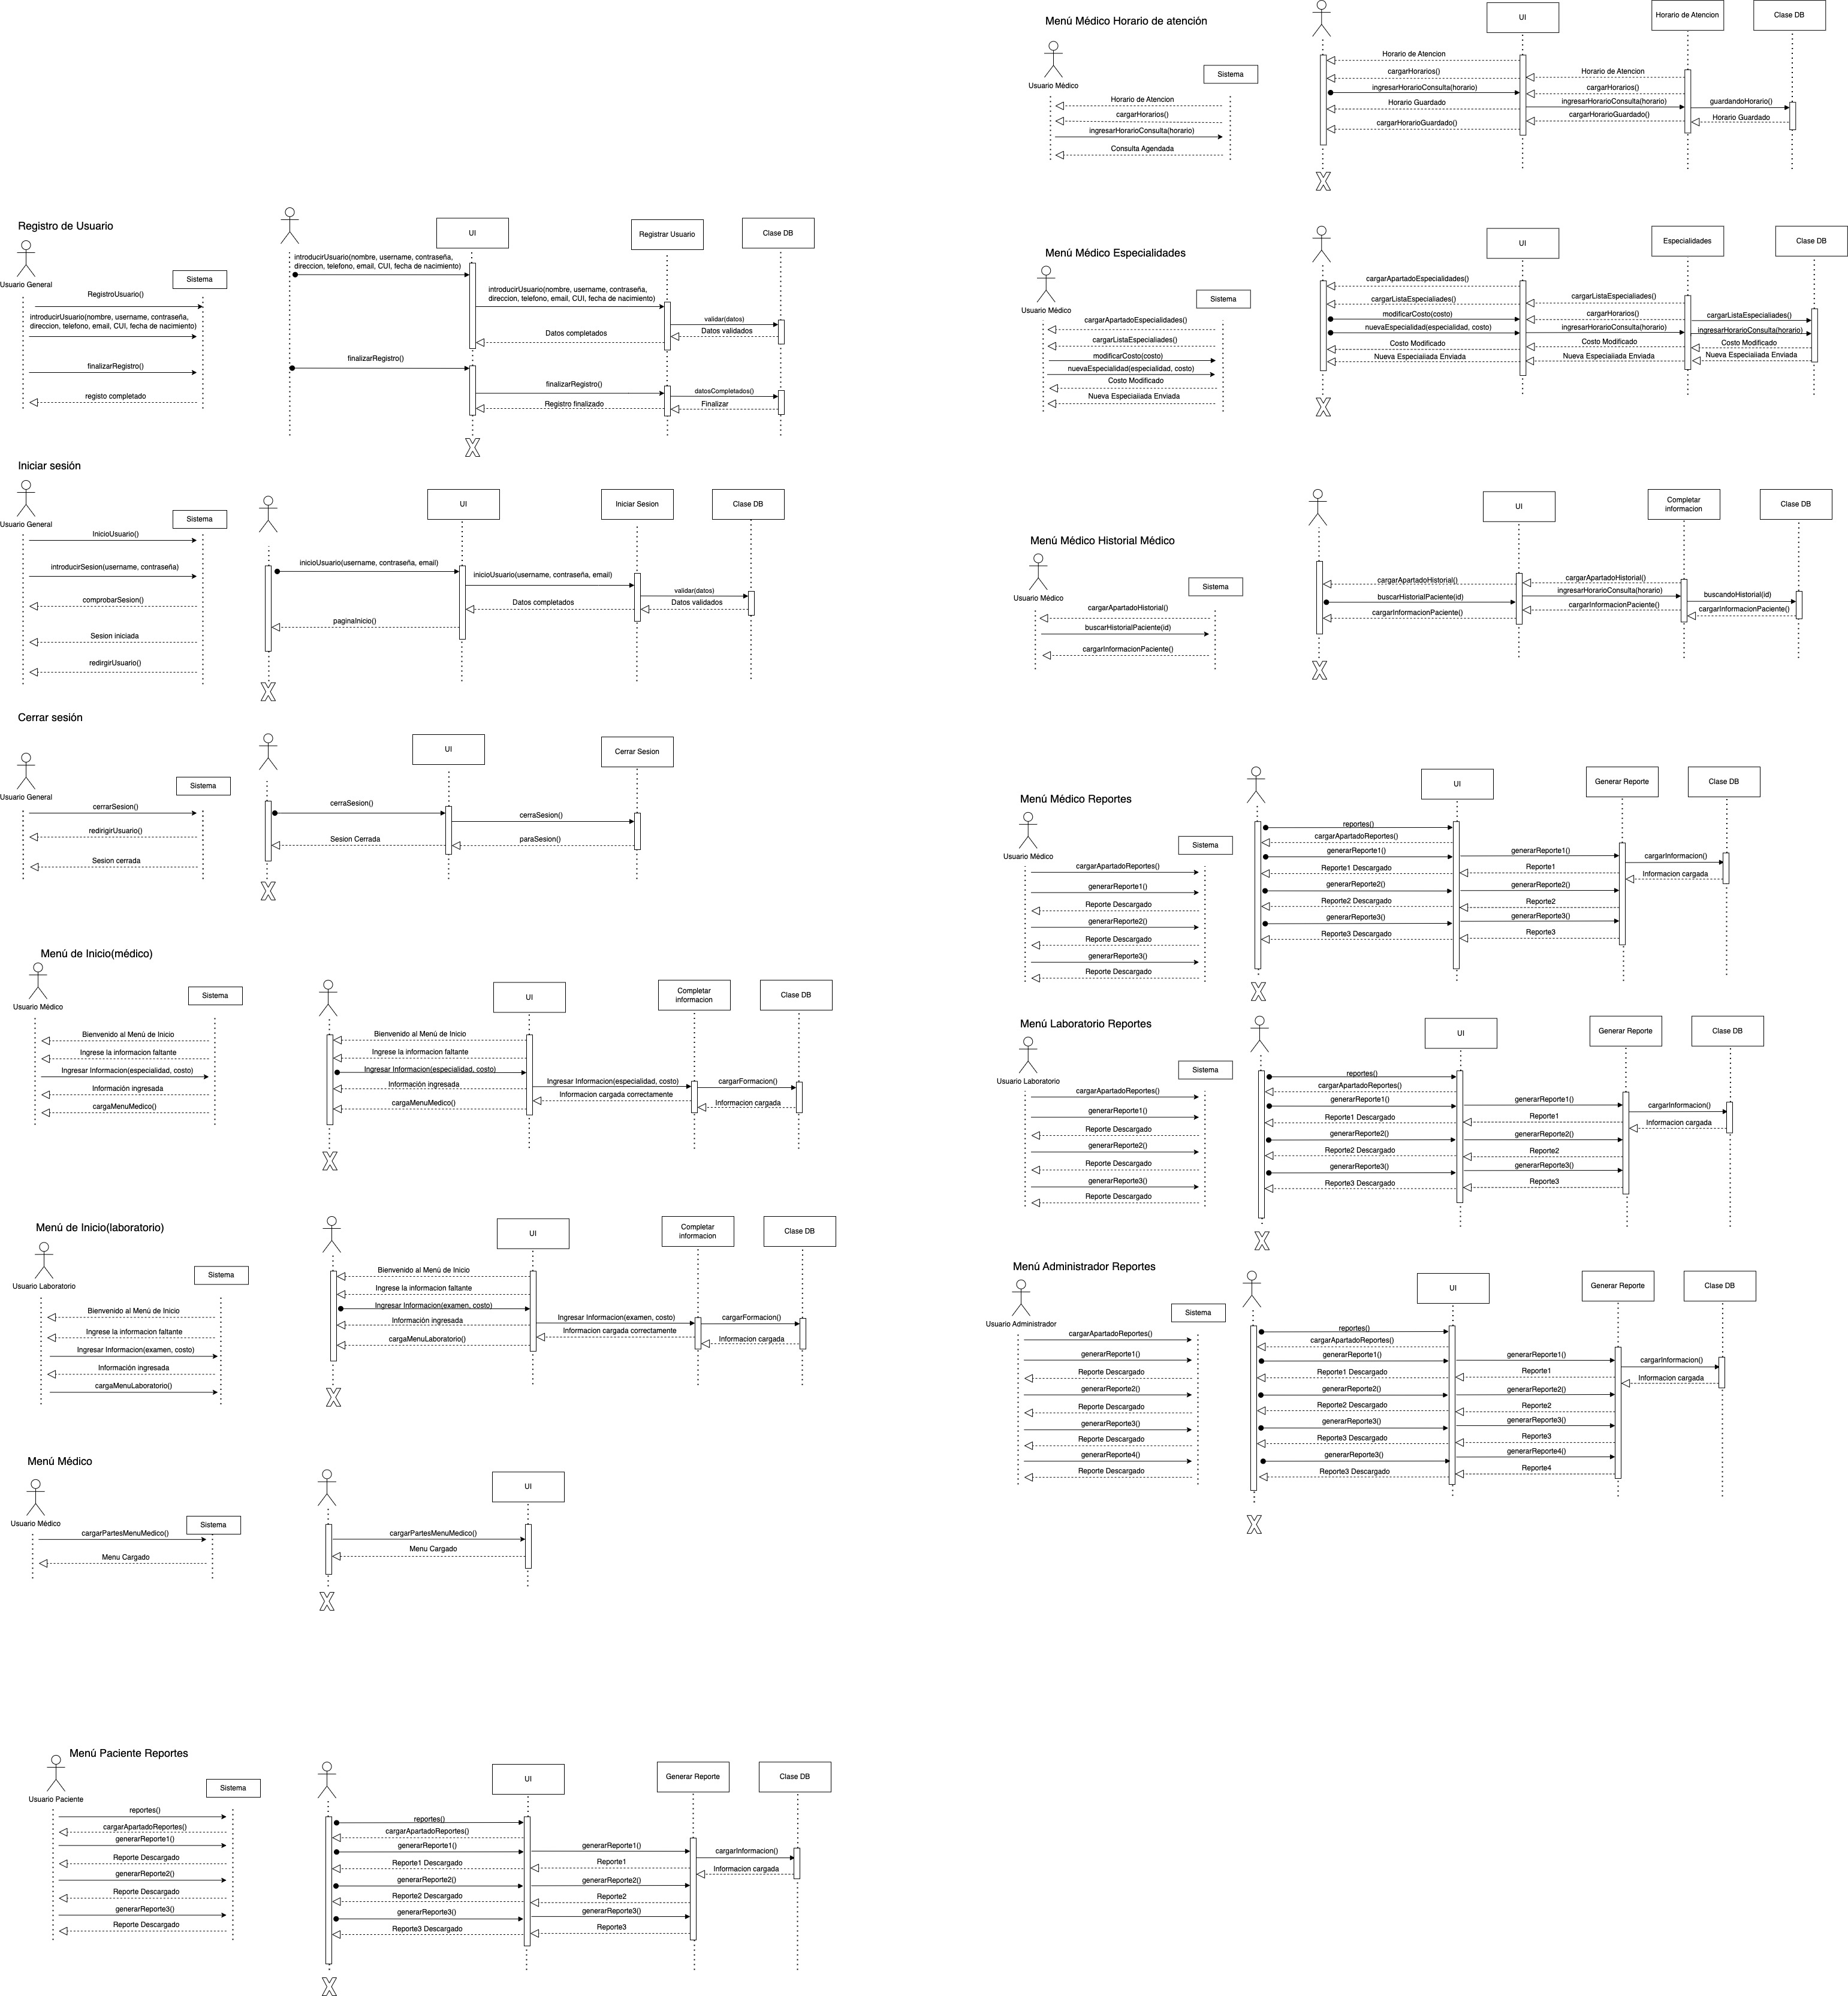 Registro de Usuario
Usuario General
Sistema
RegistroUsuario()
introducirUsuario(nombre, username, contraseña,
direccion, telefono, email, CUI, fecha de nacimiento)
finalizarRegistro()
registo completado
UI
Registrar Usuario
Clase DB
introducirUsuario(nombre, username, contraseña,
direccion, telefono, email, CUI, fecha de nacimiento)
introducirUsuario(nombre, username, contraseña,
direccion, telefono, email, CUI, fecha de nacimiento)
validar(datos)
Datos validados
Datos completados
finalizarRegistro()
finalizarRegistro()
datosCompletados()
Finalizar
Registro finalizado
Iniciar sesión
Usuario General
Sistema
InicioUsuario()
introducirSesion(username, contraseña)
comprobarSesion()
Sesion iniciada
redirgirUsuario()
UI
Iniciar Sesion
Clase DB
inicioUsuario(username, contraseña, email)
inicioUsuario(username, contraseña, email)
validar(datos)
Datos validados
Datos completados
paginaInicio()
Cerrar sesión
Usuario General
Sistema
cerrarSesion()
redirigirUsuario()
Sesion cerrada
UI
Cerrar Sesion
cerraSesion()
cerraSesion()
paraSesion()
Sesion Cerrada
Menú de Inicio(médico)
Usuario Médico
Sistema
Bienvenido al Menú de Inicio
Ingrese la informacion faltante
Ingresar Informacion(especialidad, costo)
Información ingresada
cargaMenuMedico()
UI
Completar
informacion
Clase DB
Bienvenido al Menú de Inicio
Ingrese la informacion faltante
Ingresar Informacion(especialidad, costo)
Información ingresada
cargaMenuMedico()
Ingresar Informacion(especialidad, costo)
Informacion cargada correctamente
cargarFormacion()
Informacion cargada
Menú de Inicio(laboratorio)
Usuario Laboratorio
Sistema
Bienvenido al Menú de Inicio
Ingrese la informacion faltante
Ingresar Informacion(examen, costo)
Información ingresada
cargaMenuLaboratorio()
UI
Completar
informacion
Clase DB
Bienvenido al Menú de Inicio
Ingrese la informacion faltante
Ingresar Informacion(examen, costo)
Información ingresada
cargaMenuLaboratorio()
Ingresar Informacion(examen, costo)
Informacion cargada correctamente
cargarFormacion()
Informacion cargada
Menú Médico
Usuario Médico
Sistema
cargarPartesMenuMedico()
Menu Cargado
UI
cargarPartesMenuMedico()
Menu Cargado
Menú Paciente Reportes
Usuario Paciente
Sistema
reportes()
cargarApartadoReportes()
generarReporte1()
Reporte Descargado
generarReporte2()
Reporte Descargado
generarReporte3()
Reporte Descargado
UI
Generar Reporte
Clase DB
reportes()
cargarApartadoReportes()
generarReporte1()
Reporte1 Descargado
generarReporte2()
Reporte2 Descargado
generarReporte3()
Reporte3 Descargado
generarReporte1()
Reporte1
generarReporte2()
Reporte2
generarReporte3()
Reporte3
cargarInformacion()
Informacion cargada
Menú Médico Horario de atención
Usuario Médico
Sistema
Horario de Atencion
cargarHorarios()
ingresarHorarioConsulta(horario)
Consulta Agendada
UI
Horario de Atencion
Clase DB
Horario de Atencion
cargarHorarios()
ingresarHorarioConsulta(horario)
Horario Guardado
cargarHorarioGuardado()
Horario de Atencion
cargarHorarios()
ingresarHorarioConsulta(horario)
cargarHorarioGuardado()
guardandoHorario()
Horario Guardado
Menú Médico Especialidades
Usuario Médico
Sistema
cargarApartadoEspecialidades()
cargarListaEspecialiades()
modificarCosto(costo)
nuevaEspecialidad(especialidad, costo)
Costo Modificado
Nueva Especialiada Enviada
UI
Especialidades
Clase DB
cargarApartadoEspecialidades()
cargarListaEspecialiades()
modificarCosto(costo)
nuevaEspecialidad(especialidad, costo)
Costo Modificado
Nueva Especialiada Enviada
cargarListaEspecialiades()
cargarHorarios()
ingresarHorarioConsulta(horario)
Costo Modificado
Nueva Especialiada Enviada
cargarListaEspecialiades()
ingresarHorarioConsulta(horario)
Costo Modificado
Nueva Especialiada Enviada
Menú Médico Historial Médico
Usuario Médico
Sistema
cargarApartadoHistorial()
buscarHistorialPaciente(id)
cargarInformacionPaciente()
UI
Completar
informacion
Clase DB
cargarApartadoHistorial()
buscarHistorialPaciente(id)
cargarInformacionPaciente()
cargarApartadoHistorial()
ingresarHorarioConsulta(horario)
cargarInformacionPaciente()
buscandoHistorial(id)
cargarInformacionPaciente()
Menú Médico Reportes
Usuario Médico
Sistema
cargarApartadoReportes()
generarReporte1()
Reporte Descargado
generarReporte2()
Reporte Descargado
generarReporte3()
Reporte Descargado
UI
Generar Reporte
Clase DB
reportes()
cargarApartadoReportes()
generarReporte1()
Reporte1 Descargado
generarReporte2()
Reporte2 Descargado
generarReporte3()
Reporte3 Descargado
generarReporte1()
Reporte1
generarReporte2()
Reporte2
generarReporte3()
Reporte3
cargarInformacion()
Informacion cargada
Menú Laboratorio Reportes
Usuario Laboratorio
Sistema
cargarApartadoReportes()
generarReporte1()
Reporte Descargado
generarReporte2()
Reporte Descargado
generarReporte3()
Reporte Descargado
UI
Generar Reporte
Clase DB
reportes()
cargarApartadoReportes()
generarReporte1()
Reporte1 Descargado
generarReporte2()
Reporte2 Descargado
generarReporte3()
Reporte3 Descargado
generarReporte1()
Reporte1
generarReporte2()
Reporte2
generarReporte3()
Reporte3
cargarInformacion()
Informacion cargada
Menú Administrador Reportes
Usuario Administrador
Sistema
cargarApartadoReportes()
generarReporte1()
Reporte Descargado
generarReporte2()
Reporte Descargado
generarReporte3()
Reporte Descargado
generarReporte4()
Reporte Descargado
UI
Generar Reporte
Clase DB
reportes()
cargarApartadoReportes()
generarReporte1()
Reporte1 Descargado
generarReporte2()
Reporte2 Descargado
generarReporte3()
Reporte3 Descargado
generarReporte3()
Reporte3 Descargado
generarReporte1()
Reporte1
generarReporte2()
Reporte2
generarReporte3()
Reporte3
generarReporte4()
Reporte4
cargarInformacion()
Informacion cargada